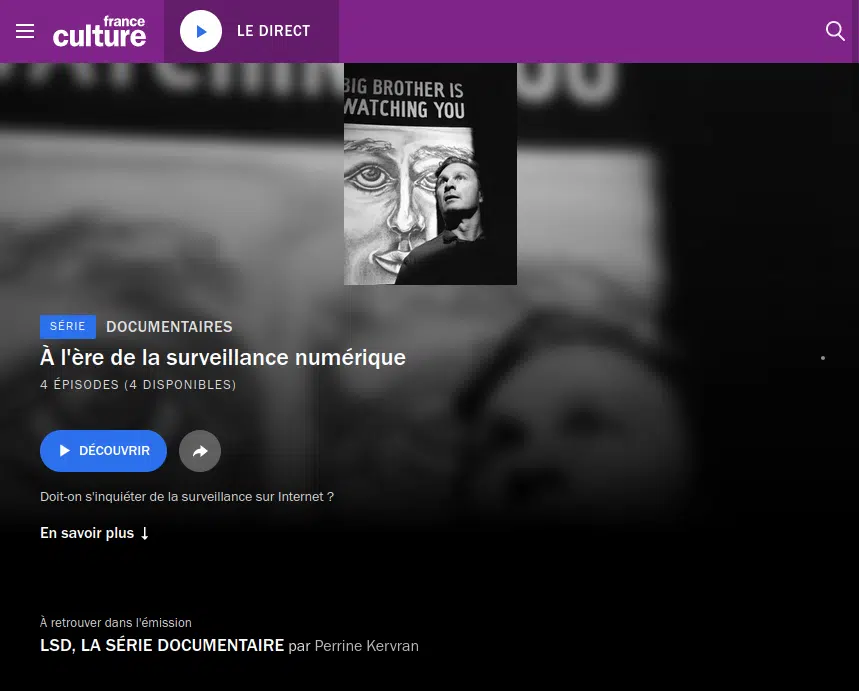 france
culture
LE DIRECT
BIG BROTHER IS
WATCHING YOU
SÉRIE DOCUMENTAIRES
À l'ère de la surveillance numérique
4 ÉPISODES (4 DISPONIBLES)
DÉCOUVRIR
Doit-on s'inquiéter de la surveillance sur Internet ?
En savoir plus ↓
À retrouver dans l'émission
LSD, LA SÉRIE DOCUMENTAIRE par Perrine Kervran